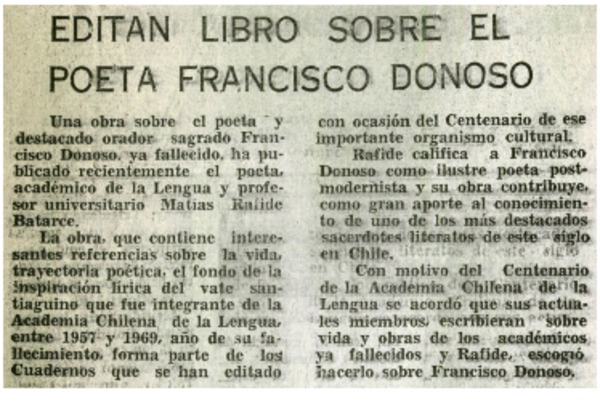 EDITAN LIBRO SOBRE EL
POETA FRANCISCO DONOSO
Una obra sobre el poeta y
destacado orador sagrado Fran-
cisco Donoso, ya fallecido, ha pu-
blicado recientemente el poeta,
académico de la Lengua y profe-
sor universitario Matías Rafide
Batarce.
La obra, que contiene intere-
santes referencias sobre la vida,
trayectoria poética, el fondo de la
inspiración lírica del vate san-
tiaguino que fue integrante de la
Academia Chilena de la Lengua,
entre 1957 y 1969, año de su fa-
llecimiento, forma parte de los
Cuadernos que se han editado
con ocasión del Centenario de ese
importante organismo cultural.
Rafide califica a Francisco
Donoso como ilustre poeta post-
modernista y su obra contribuye,
como gran aporte al conocimien-
to de uno de los más destacados
sacerdotes literatos de este siglo
en Chile.
Con motivo del Centenario
de la Academia Chilena de la
Lengua se acordó que sus actua-
les miembros, escribieran sobre
vida y obras de los académicos
ya fallecidos y Rafide, escogió
hacerlo sobre Francisco Donoso.